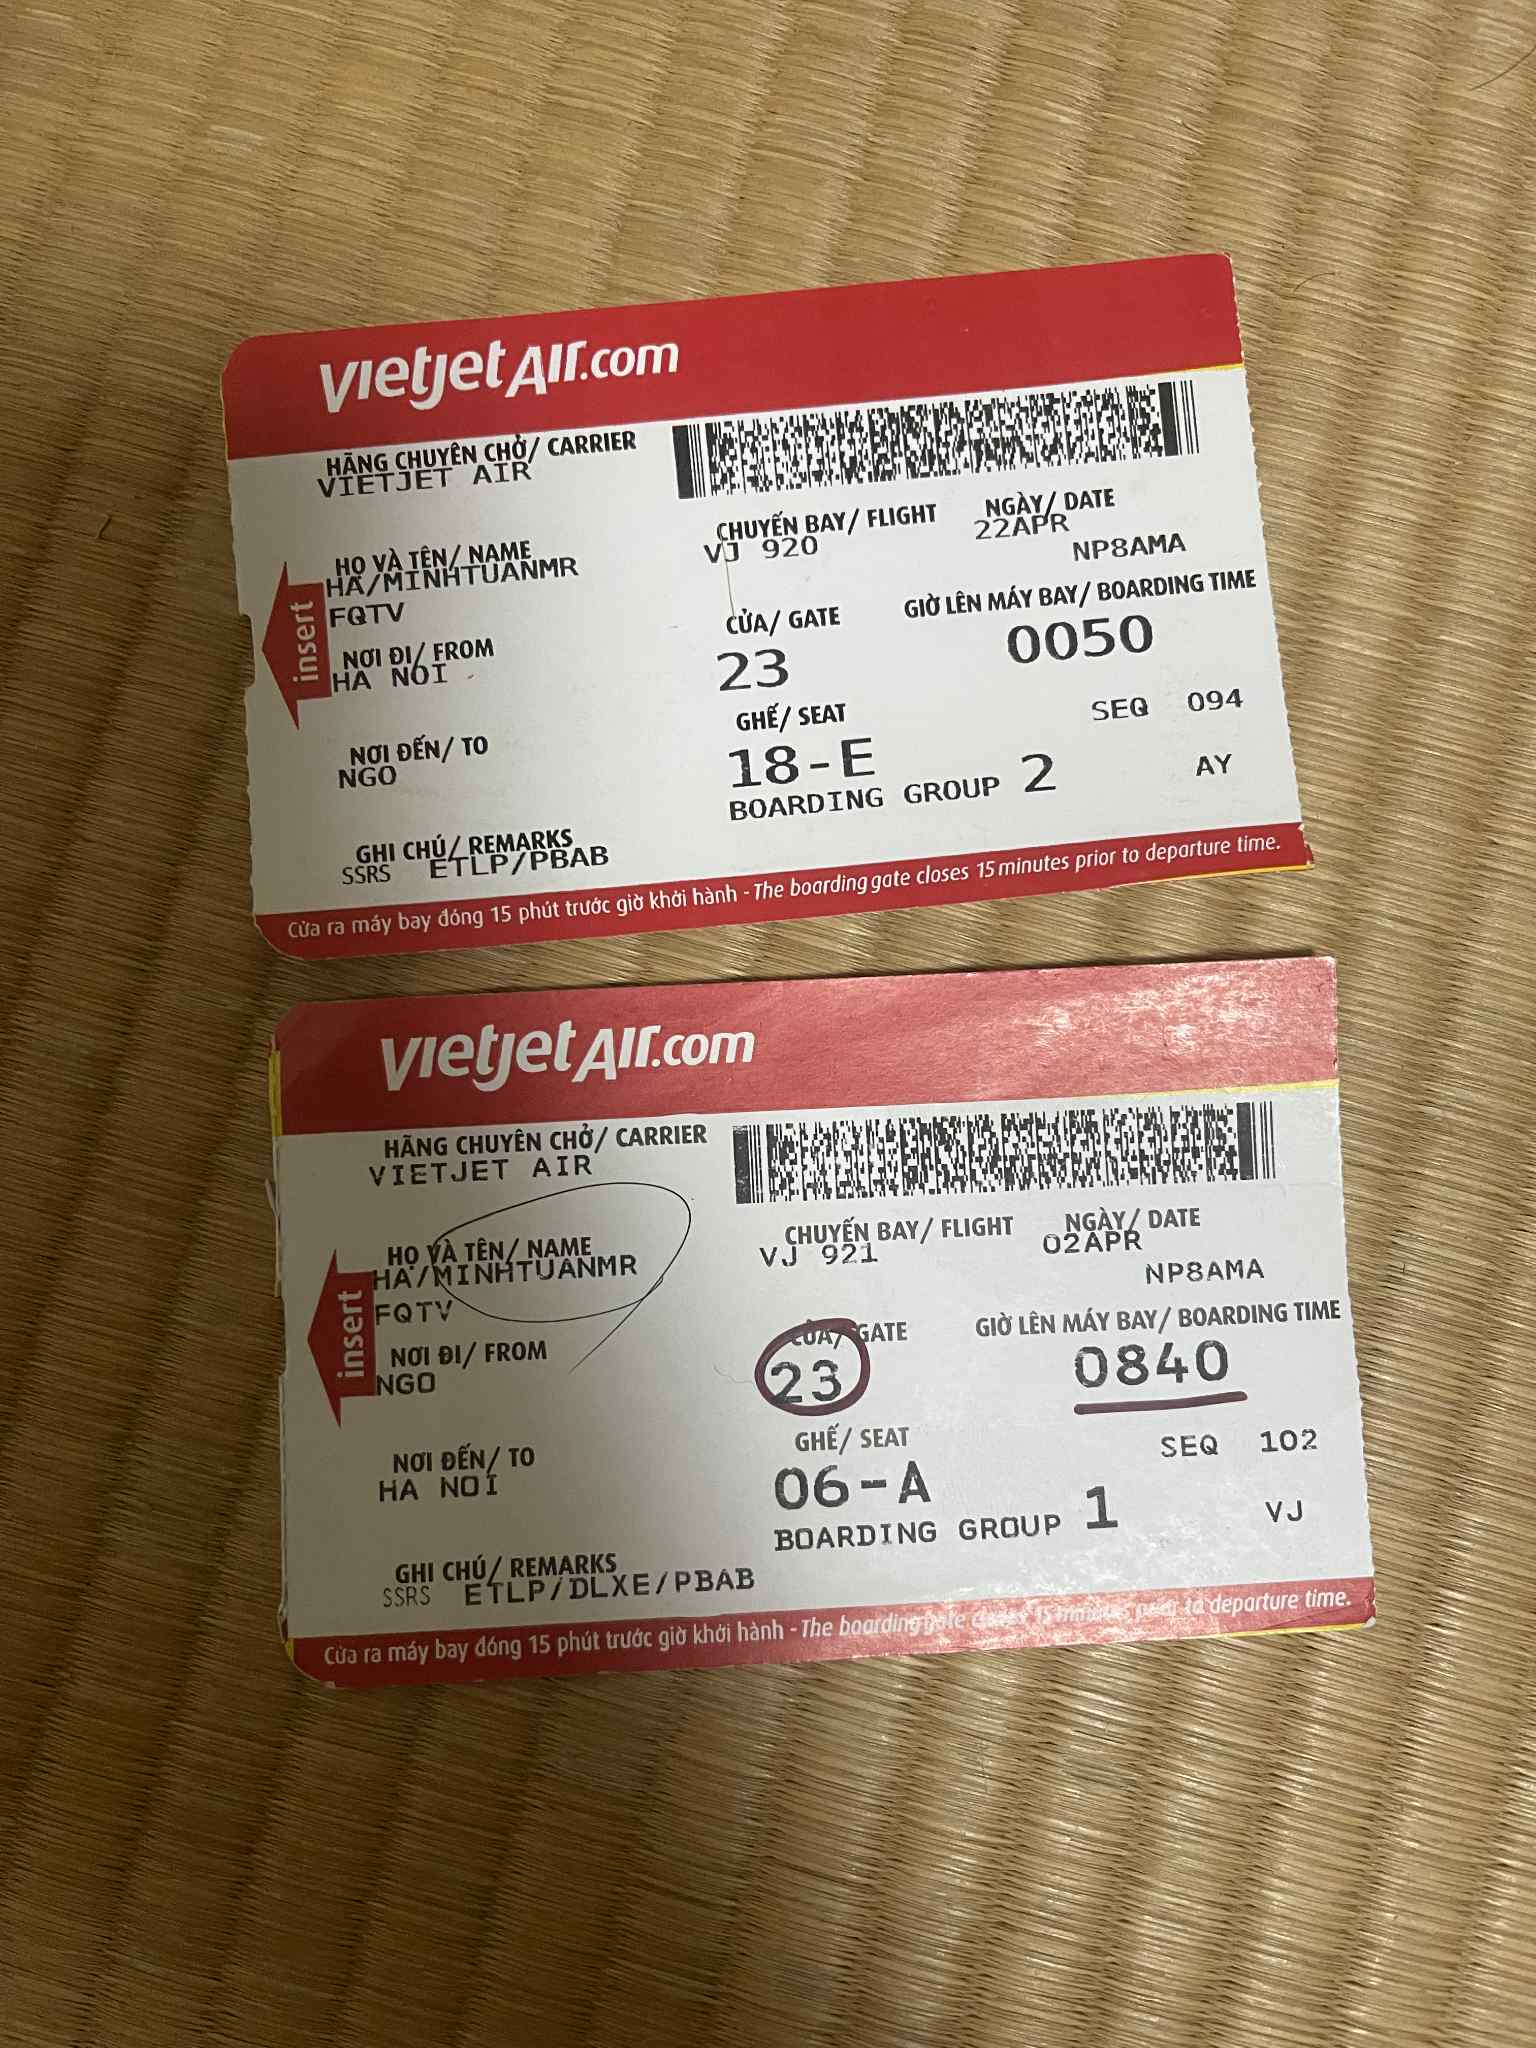 vietjetAir.com
HÃNG CHUYÊN CHỞ/ CARRIER
VIETJET AIR
CHUYẾN BAY/ FLIGHT
VJ 920
NGÀY/ DATE
22APR
NP8AMA
HỌ VÀ TÊN/ NAME
HA/MINHTUANMR
FQTV
insert
CỬA/ GATE
23
GIỜ LÊN MÁY BAY/ BOARDING TIME
0050
NƠI ĐI/ FROM
HA NOI
GHẾ/ SEAT
18-E
SEQ 094
NƠI ĐẾN/ TO
NGO
BOARDING GROUP 2
AY
GHI CHÚ/ REMARKS
SSRS ETLP/PBAB
Cửa ra máy bay đóng 15 phút trước giờ khởi hành - The boarding gate closes 15 minutes prior to departure time.
vietjetAir.com
HÃNG CHUYÊN CHỞ/ CARRIER
VIETJET AIR
CHUYẾN BAY/ FLIGHT
VJ 921
NGÀY/ DATE
02APR
NP8AMA
HỌ VÀ TÊN/ NAME
HA/MINHTUANMR
FQTV
insert
CỬA/ GATE
23
GIỜ LÊN MÁY BAY/ BOARDING TIME
0840
NƠI ĐI/ FROM
NGO
GHẾ/ SEAT
06-A
SEQ 102
NƠI ĐẾN/ TO
HA NOI
BOARDING GROUP 1
VJ
GHI CHÚ/ REMARKS
SSRS ETLP/DLXE/PBAB
Cửa ra máy bay đóng 15 phút trước giờ khởi hành - The boarding gate closes 15 minutes prior to departure time.